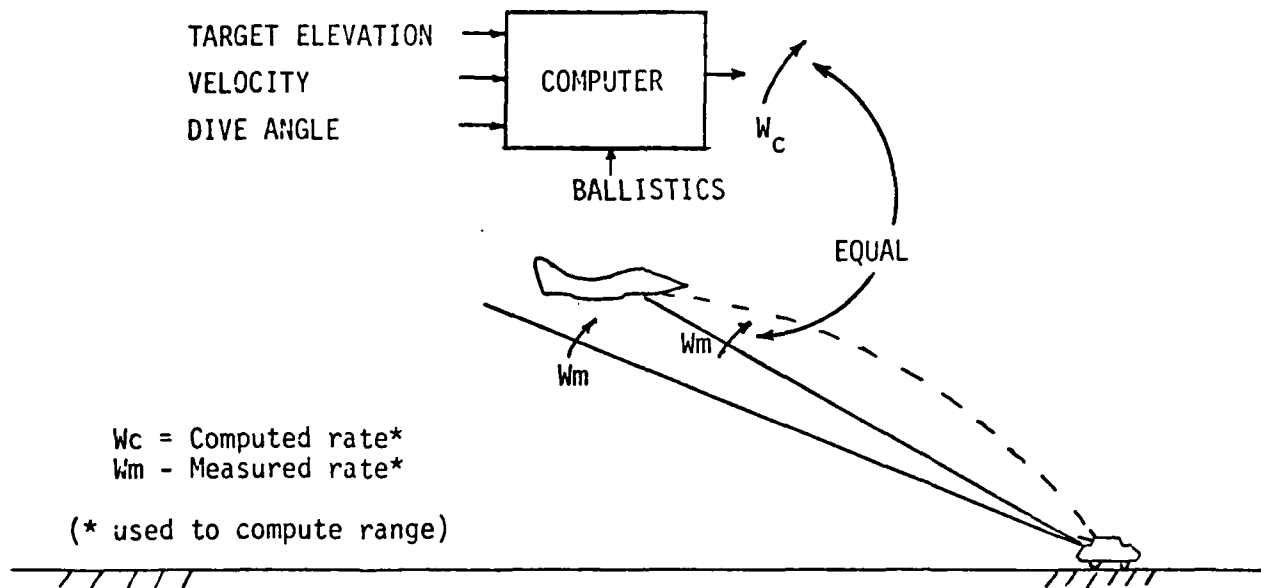 TARGET ELEVATION
VELOCITY
DIVE ANGLE
COMPUTER
W_c
BALLISTICS
EQUAL
Wm
Wm
Wc = Computed rate*
Wm - Measured rate*
(* used to compute range)